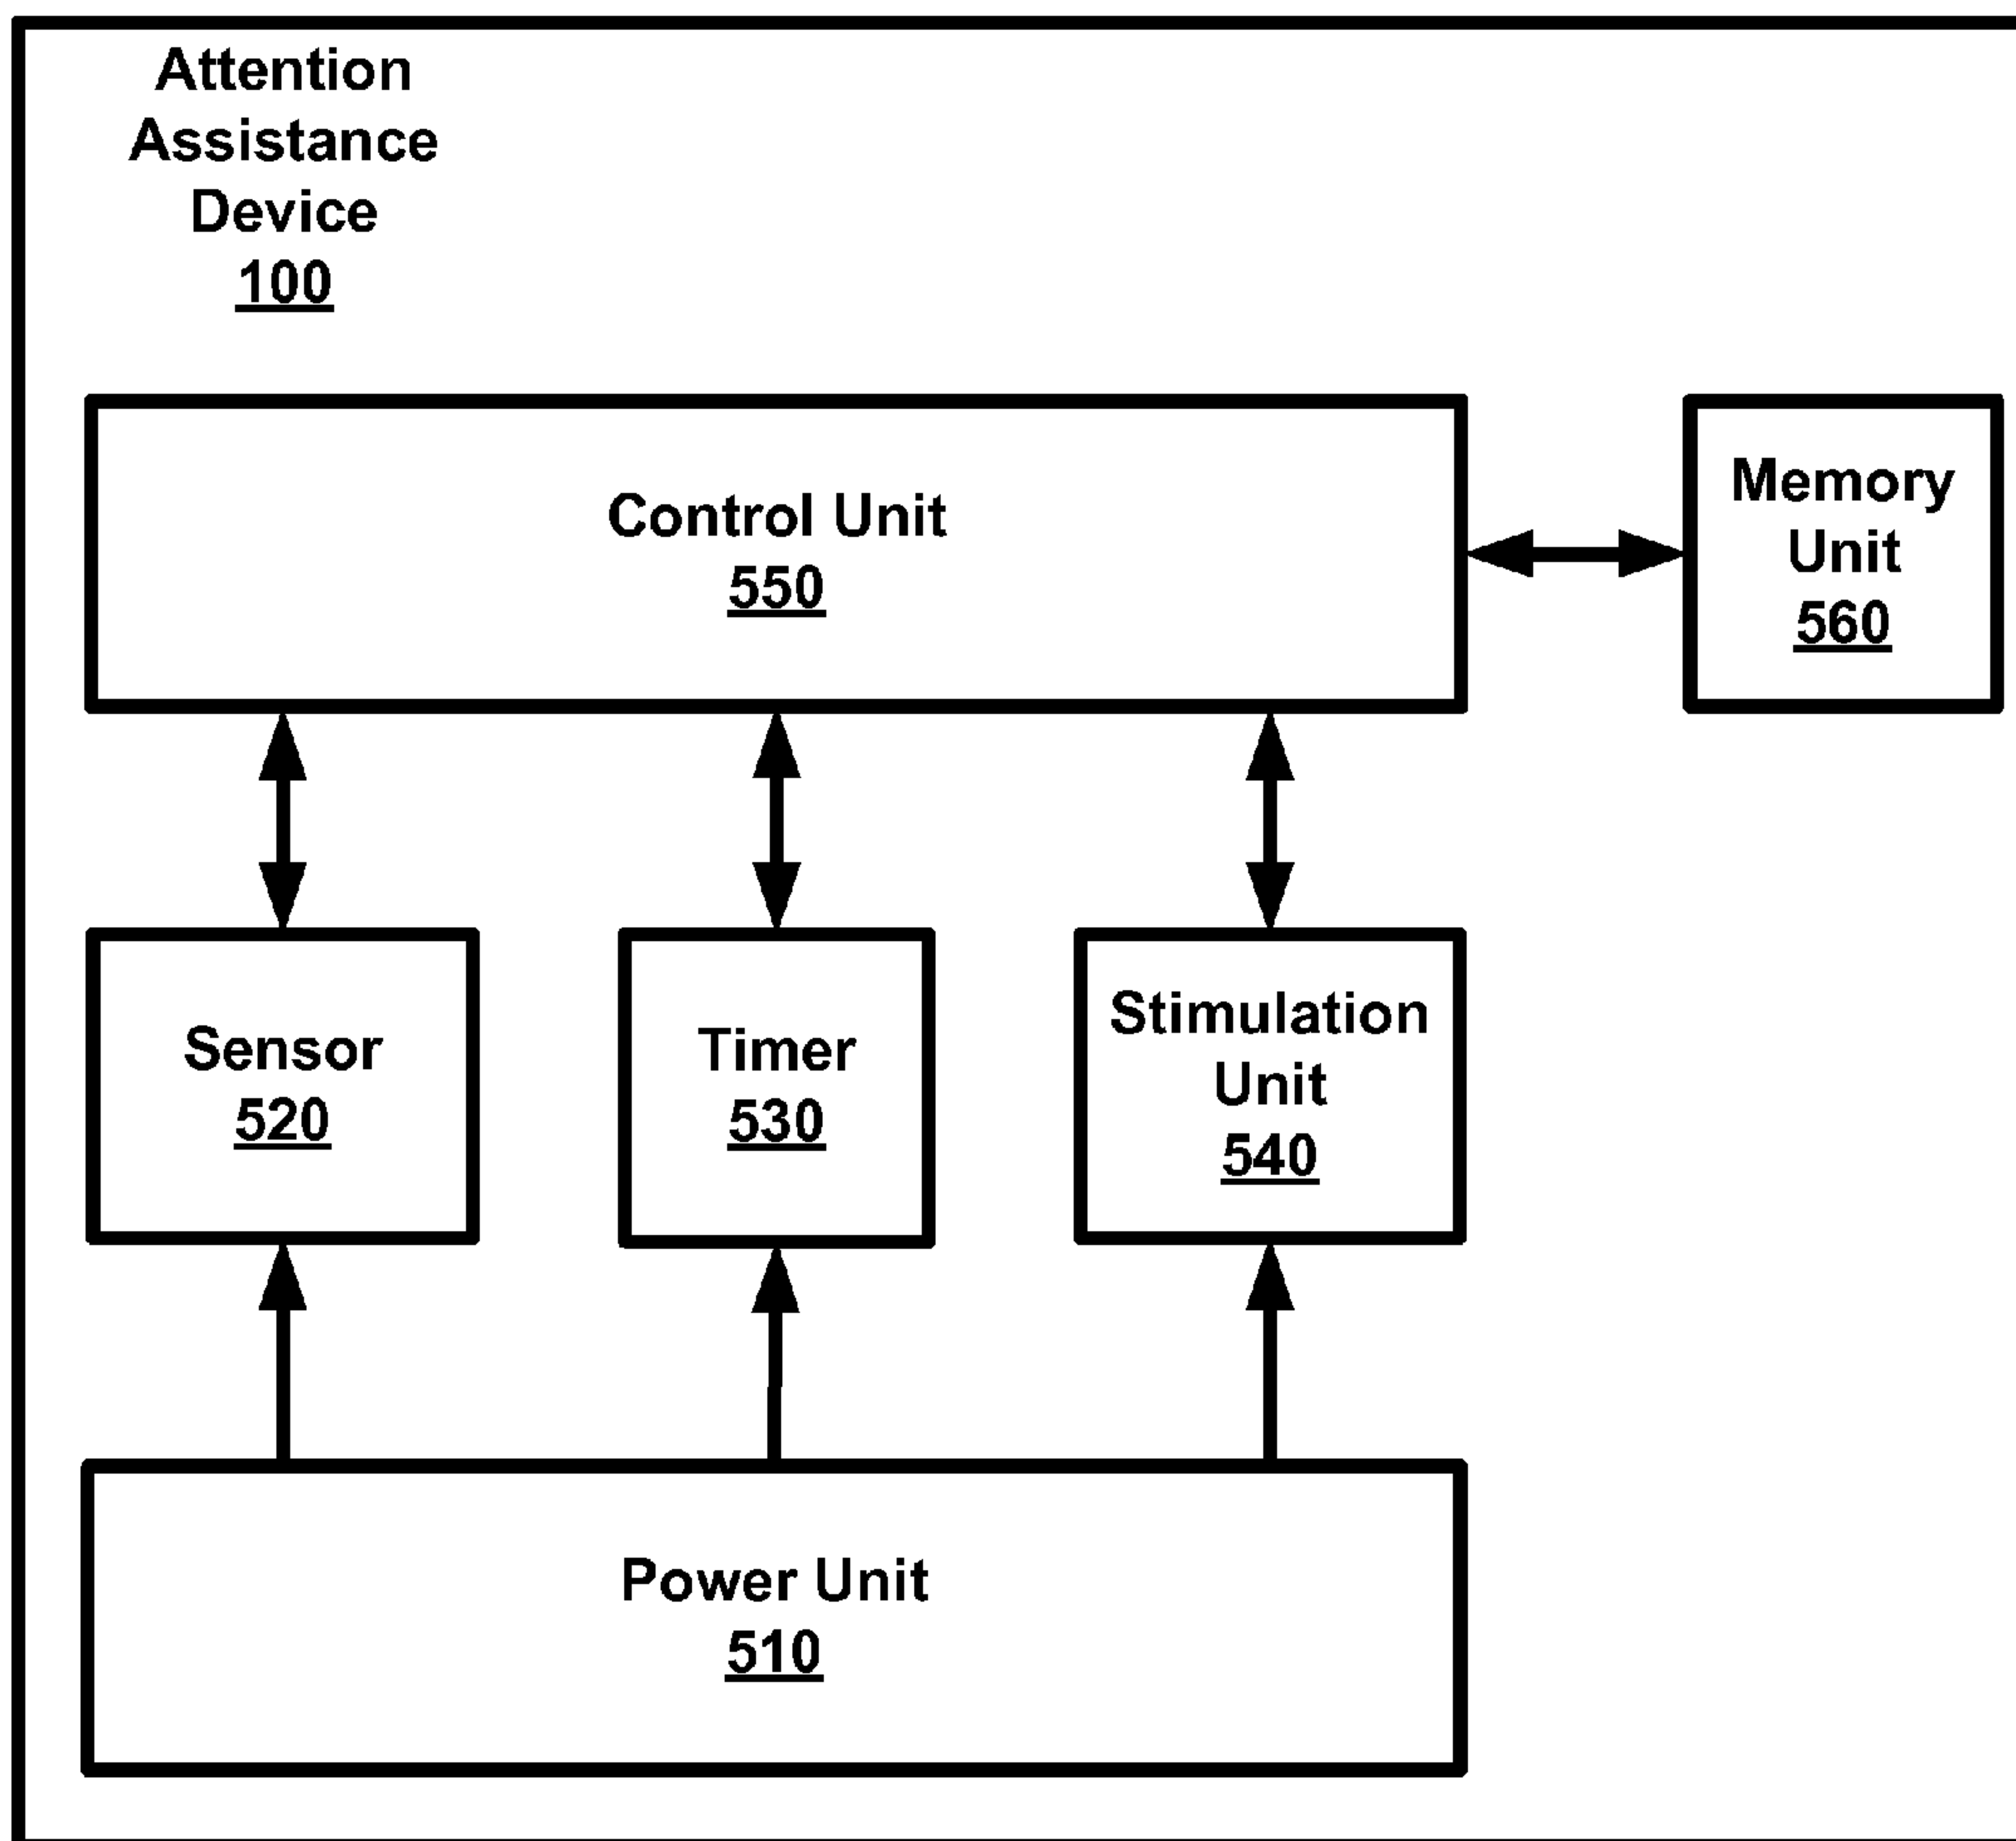 Attention
Assistance
Device
100
Control Unit
550
Memory
Unit
560
Sensor
520
Timer
530
Stimulation
Unit
540
Power Unit
510